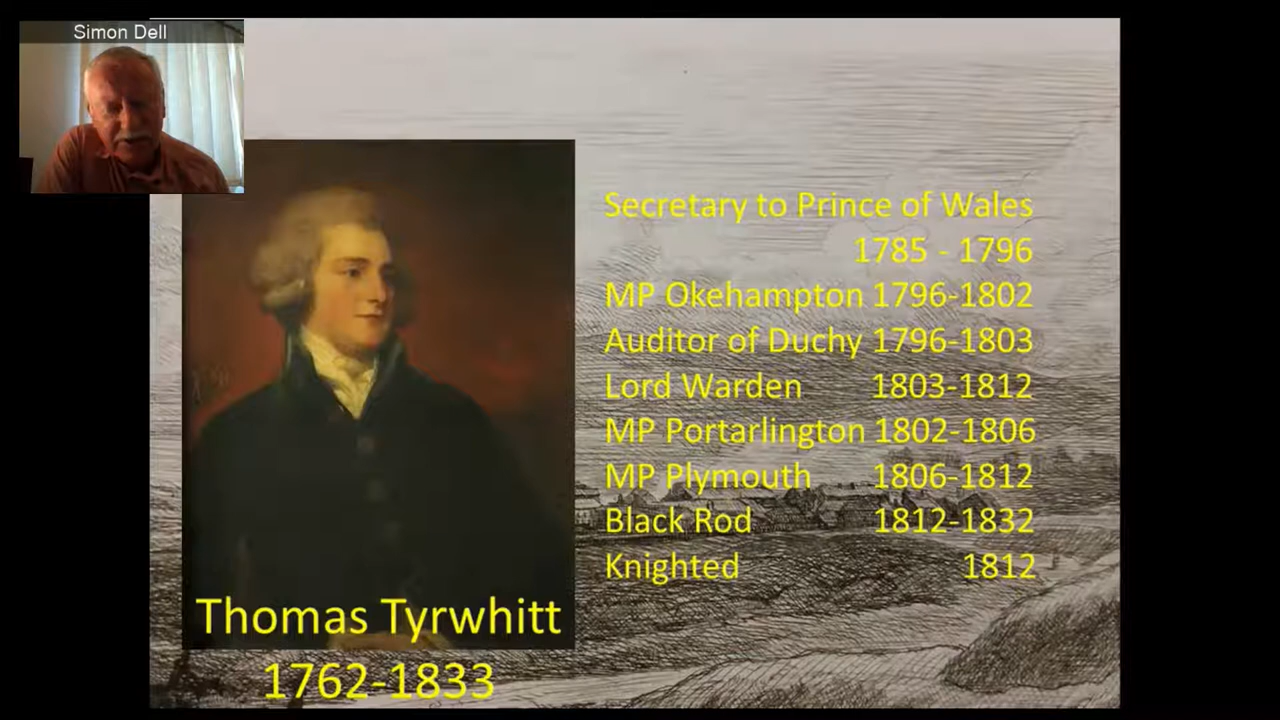 Simon Dell
Secretary to Prince of Wales
1785 - 1796
MP Okehampton 1796-1802
Auditor of Duchy 1796-1803
Lord Warden 1803-1812
MP Portarlington 1802-1806
MP Plymouth 1806-1812
Black Rod 1812-1832
Knighted 1812
Thomas Tyrwhitt
1762-1833